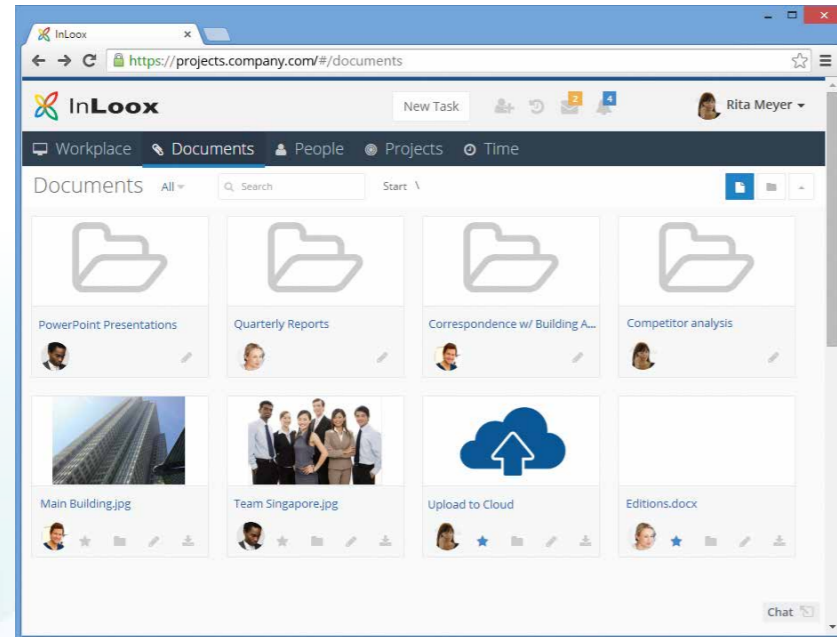 InLoox
https://projects.company.com/#/documents
InLoox
New Task
2
4
Rita Meyer
Workplace Documents People Projects Time
Documents All Search Start \
PowerPoint Presentations
Quarterly Reports
Correspondence w/ Building A...
Competitor analysis
Main Building.jpg
Team Singapore.jpg
Upload to Cloud
Editions.docx
Chat